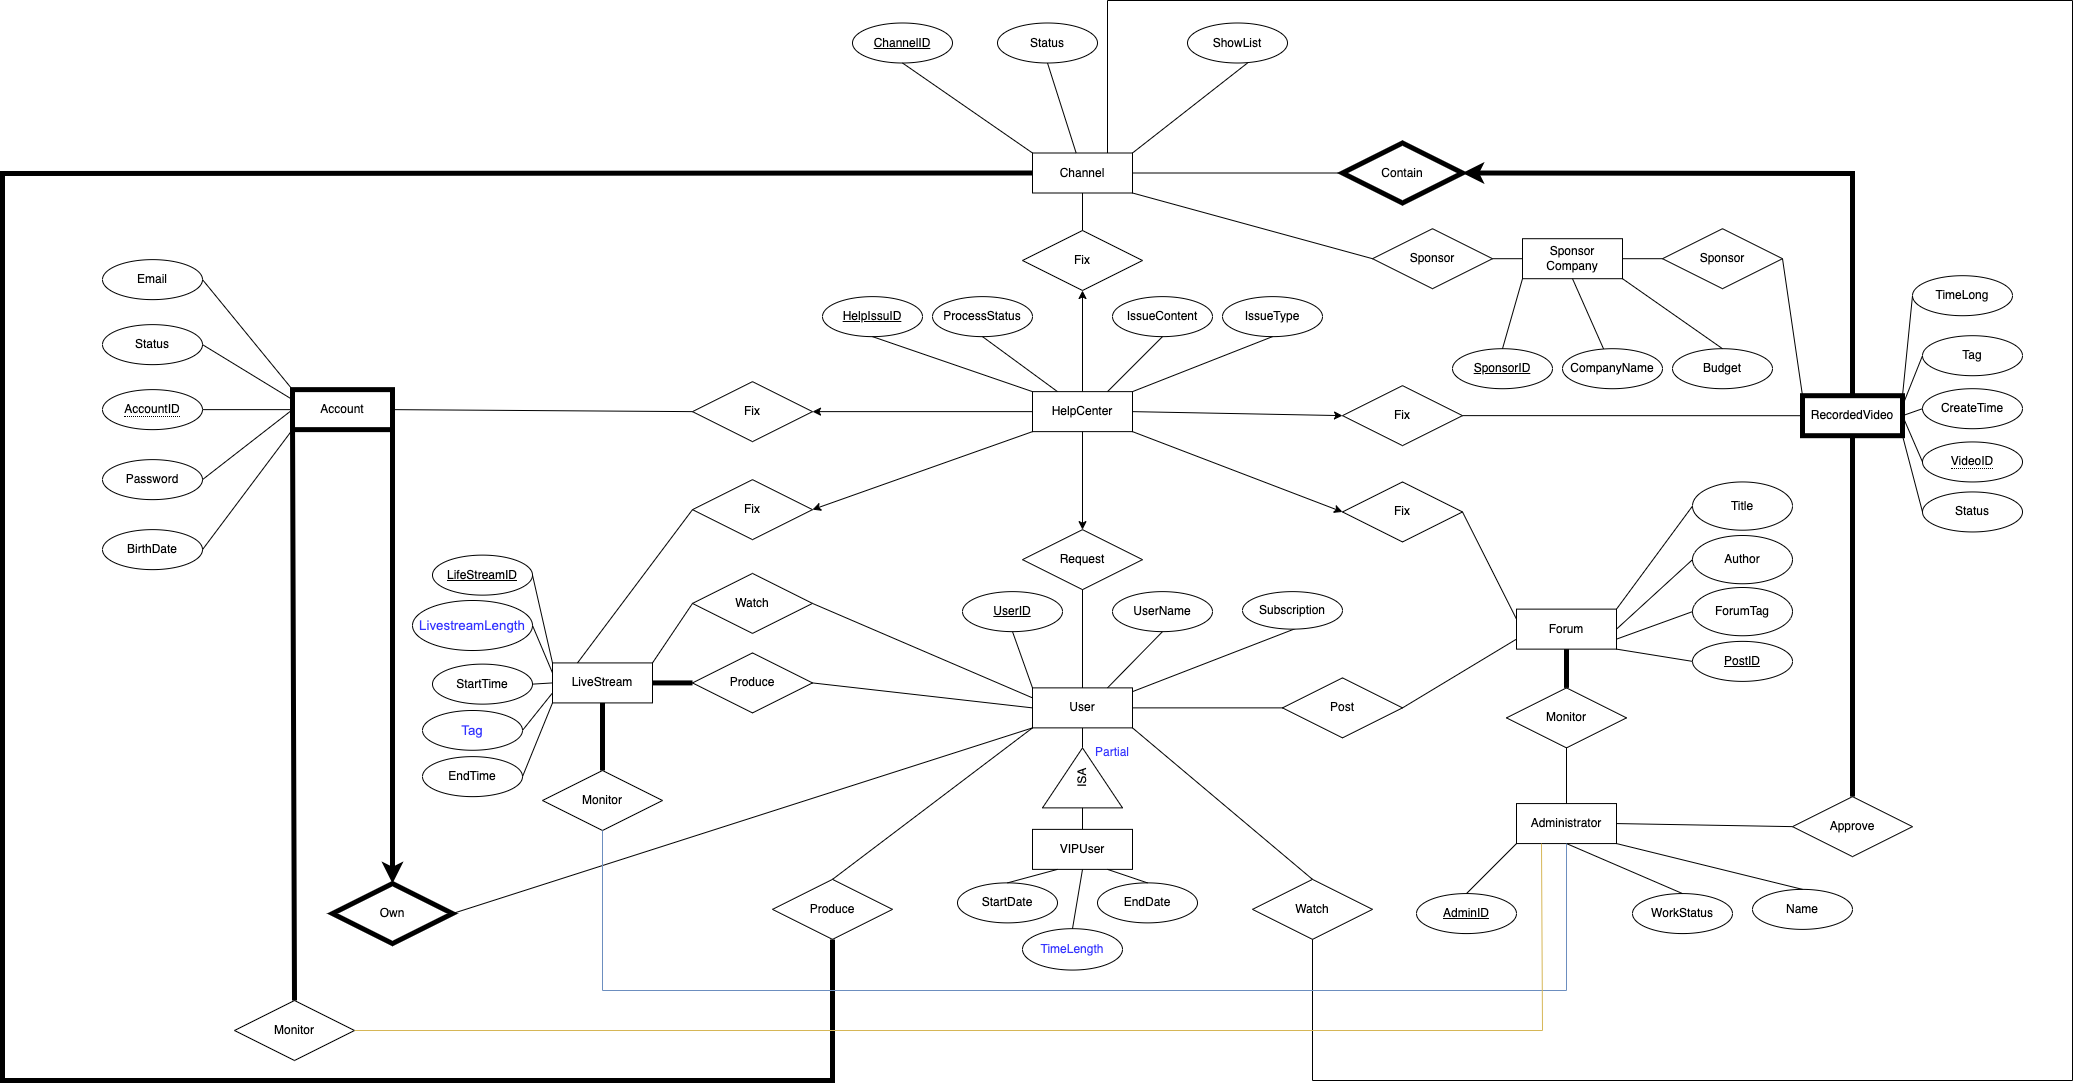 ChannelID
Status
ShowList
Channel
Contain
Fix
Sponsor
Sponsor
Company
Sponsor
Email
Status
AccountID
Password
BirthDate
Account
HelpIssuID
ProcessStatus
IssueContent
IssueType
SponsorID
CompanyName
Budget
TimeLong
Tag
CreateTime
VideoID
Status
Fix
HelpCenter
Fix
RecordedVideo
Fix
Request
Fix
Title
Author
ForumTag
PostID
Forum
LifeStreamID
LivestreamLength
StartTime
Tag
EndTime
Watch
UserID
UserName
Subscription
LiveStream
Produce
User
Post
Monitor
Partial
ISA
Monitor
VIPUser
Administrator
Approve
StartDate
EndDate
TimeLength
Own
Produce
Watch
AdminID
WorkStatus
Name
Monitor